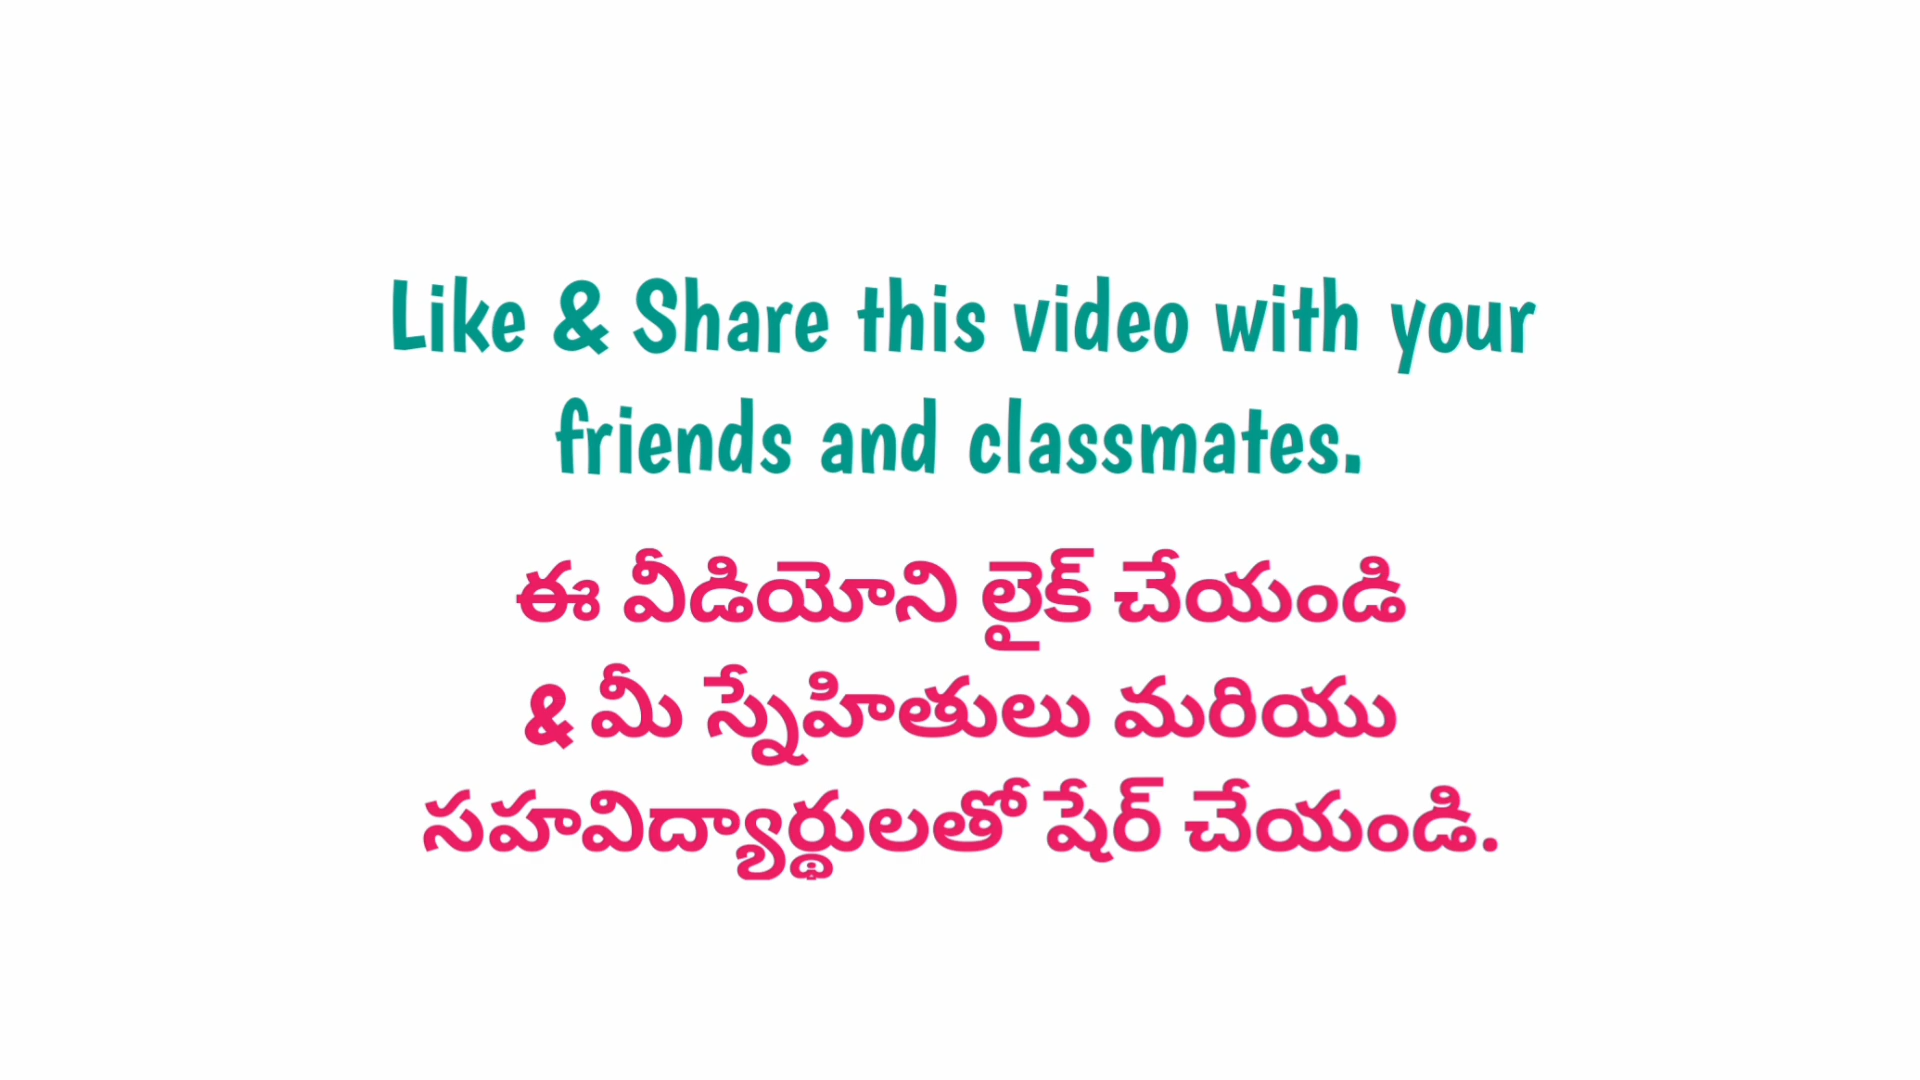 Like & Share this video with your
friends and classmates.
ఈ వీడియోని లైక్ చేయండి
& మీ స్నేహితులు మరియు
సహవిద్యార్థులతో షేర్ చేయండి.